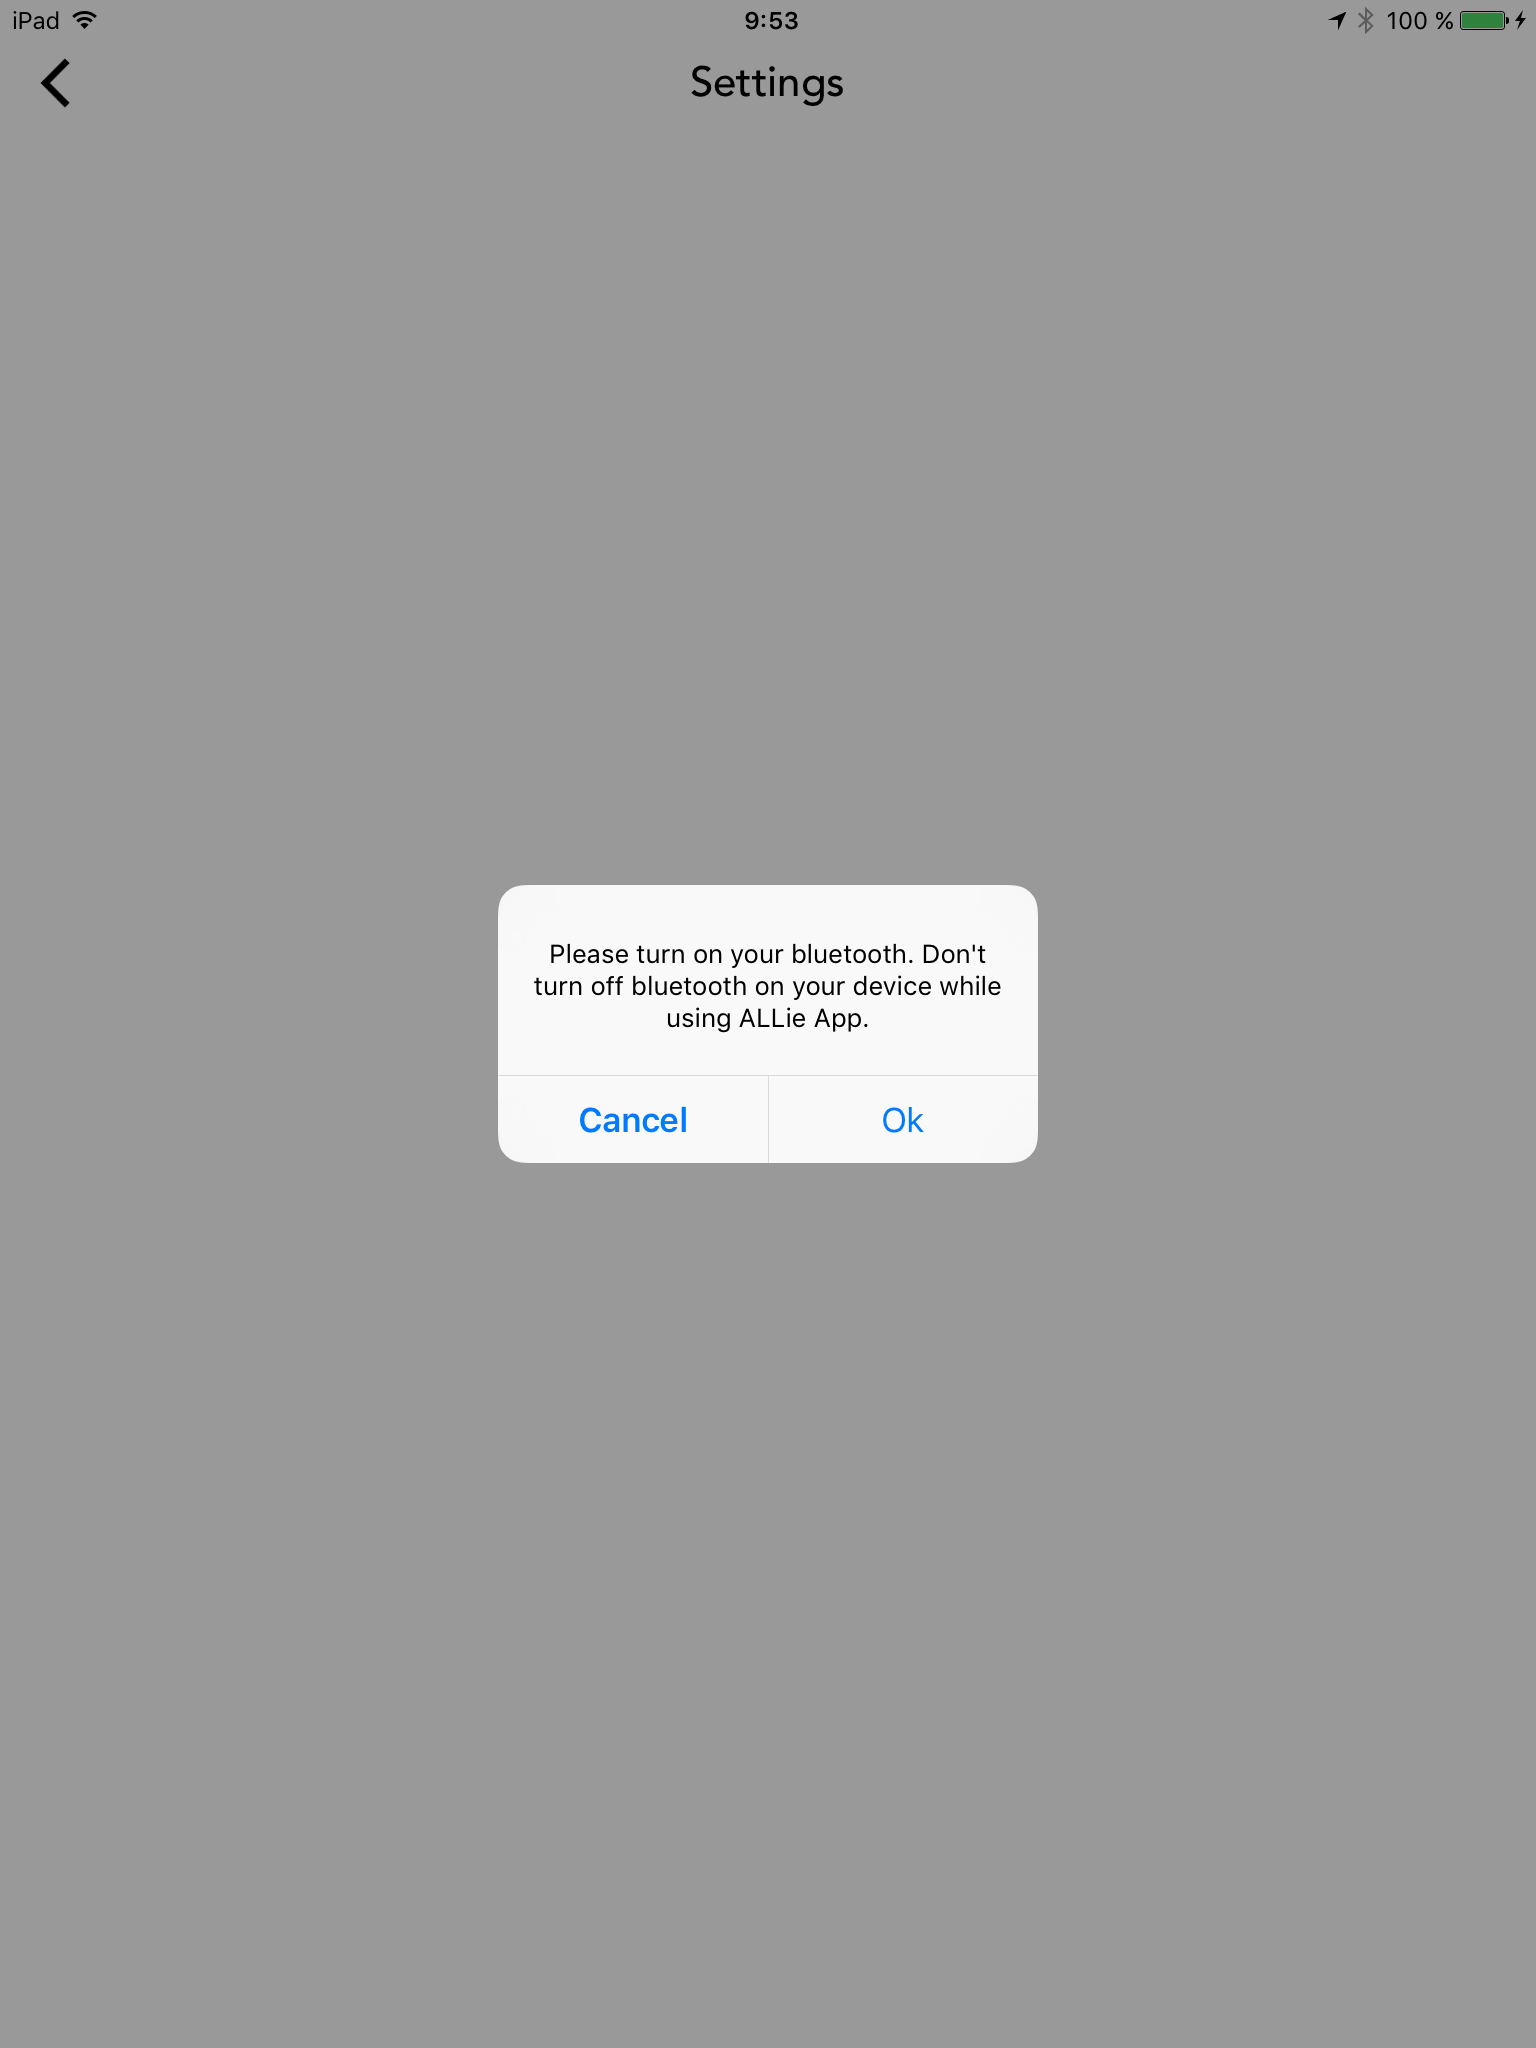 iPad 9:53 100 %
Settings
Please turn on your bluetooth. Don't
turn off bluetooth on your device while
using ALLie App.
Cancel Ok